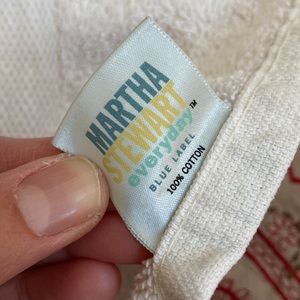 MARTHA
STEWART
everyday™
BLUE LABEL
100% COTTON